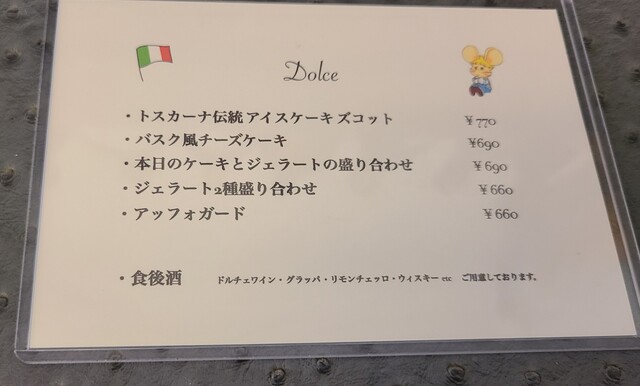 Dolce
・トスカーナ伝統 アイスケーキ ズコット ￥770
・バスク風チーズケーキ ¥690
・本日のケーキとジェラートの盛り合わせ ￥690
・ジェラート2種盛り合わせ ￥660
・アッフォガード ￥660
・食後酒 ドルチェワイン・グラッパ・リモンチェッロ・ウィスキー etc ご用意しております。